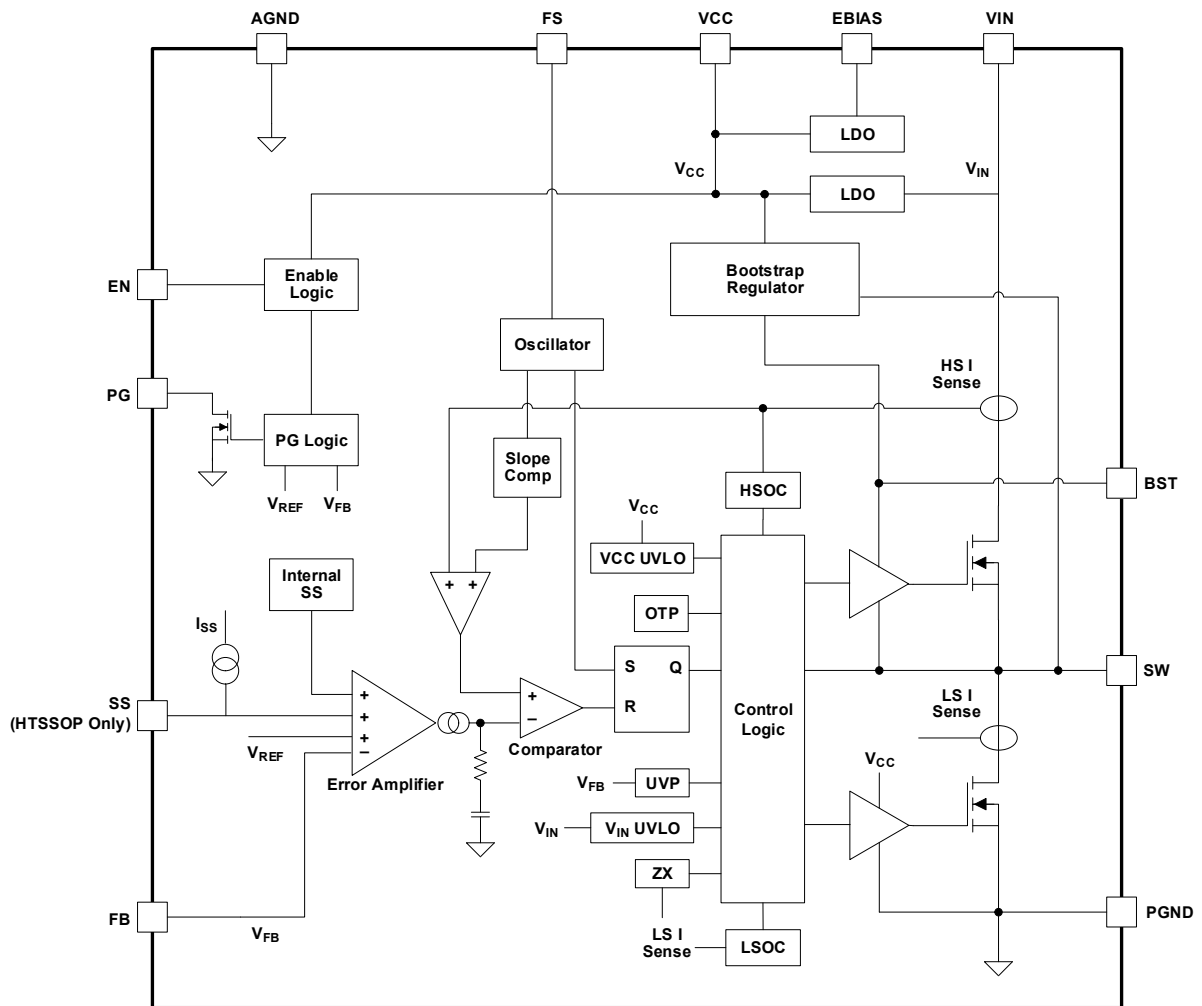 AGND
FS
VCC
EBIAS
VIN
LDO
VCC
VIN
LDO
EN
Enable
Logic
Bootstrap
Regulator
Oscillator
PG
HS I
Sense
PG Logic
VREF
VFB
Slope
Comp
HSOC
BST
VCC
VCC UVLO
Internal
SS
+ +
OTP
ISS
S
Q
R
SW
SS
(HTSSOP Only)
+
+
+
−
VREF
Error Amplifier
+
−
Comparator
Control
Logic
LS I
Sense
VCC
VFB
UVP
VIN
VIN UVLO
ZX
FB
VFB
LS I
Sense
LSOC
PGND